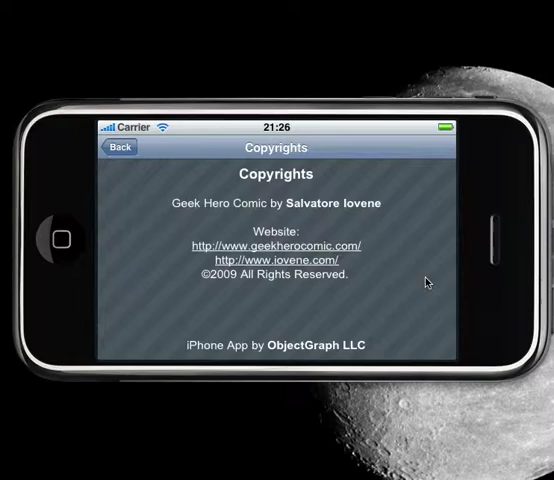 Carrier 21:26
Back Copyrights
Copyrights
Geek Hero Comic by Salvatore Iovene
Website:
http://www.geekherocomic.com/
http://www.iovene.com/
©2009 All Rights Reserved.
iPhone App by ObjectGraph LLC